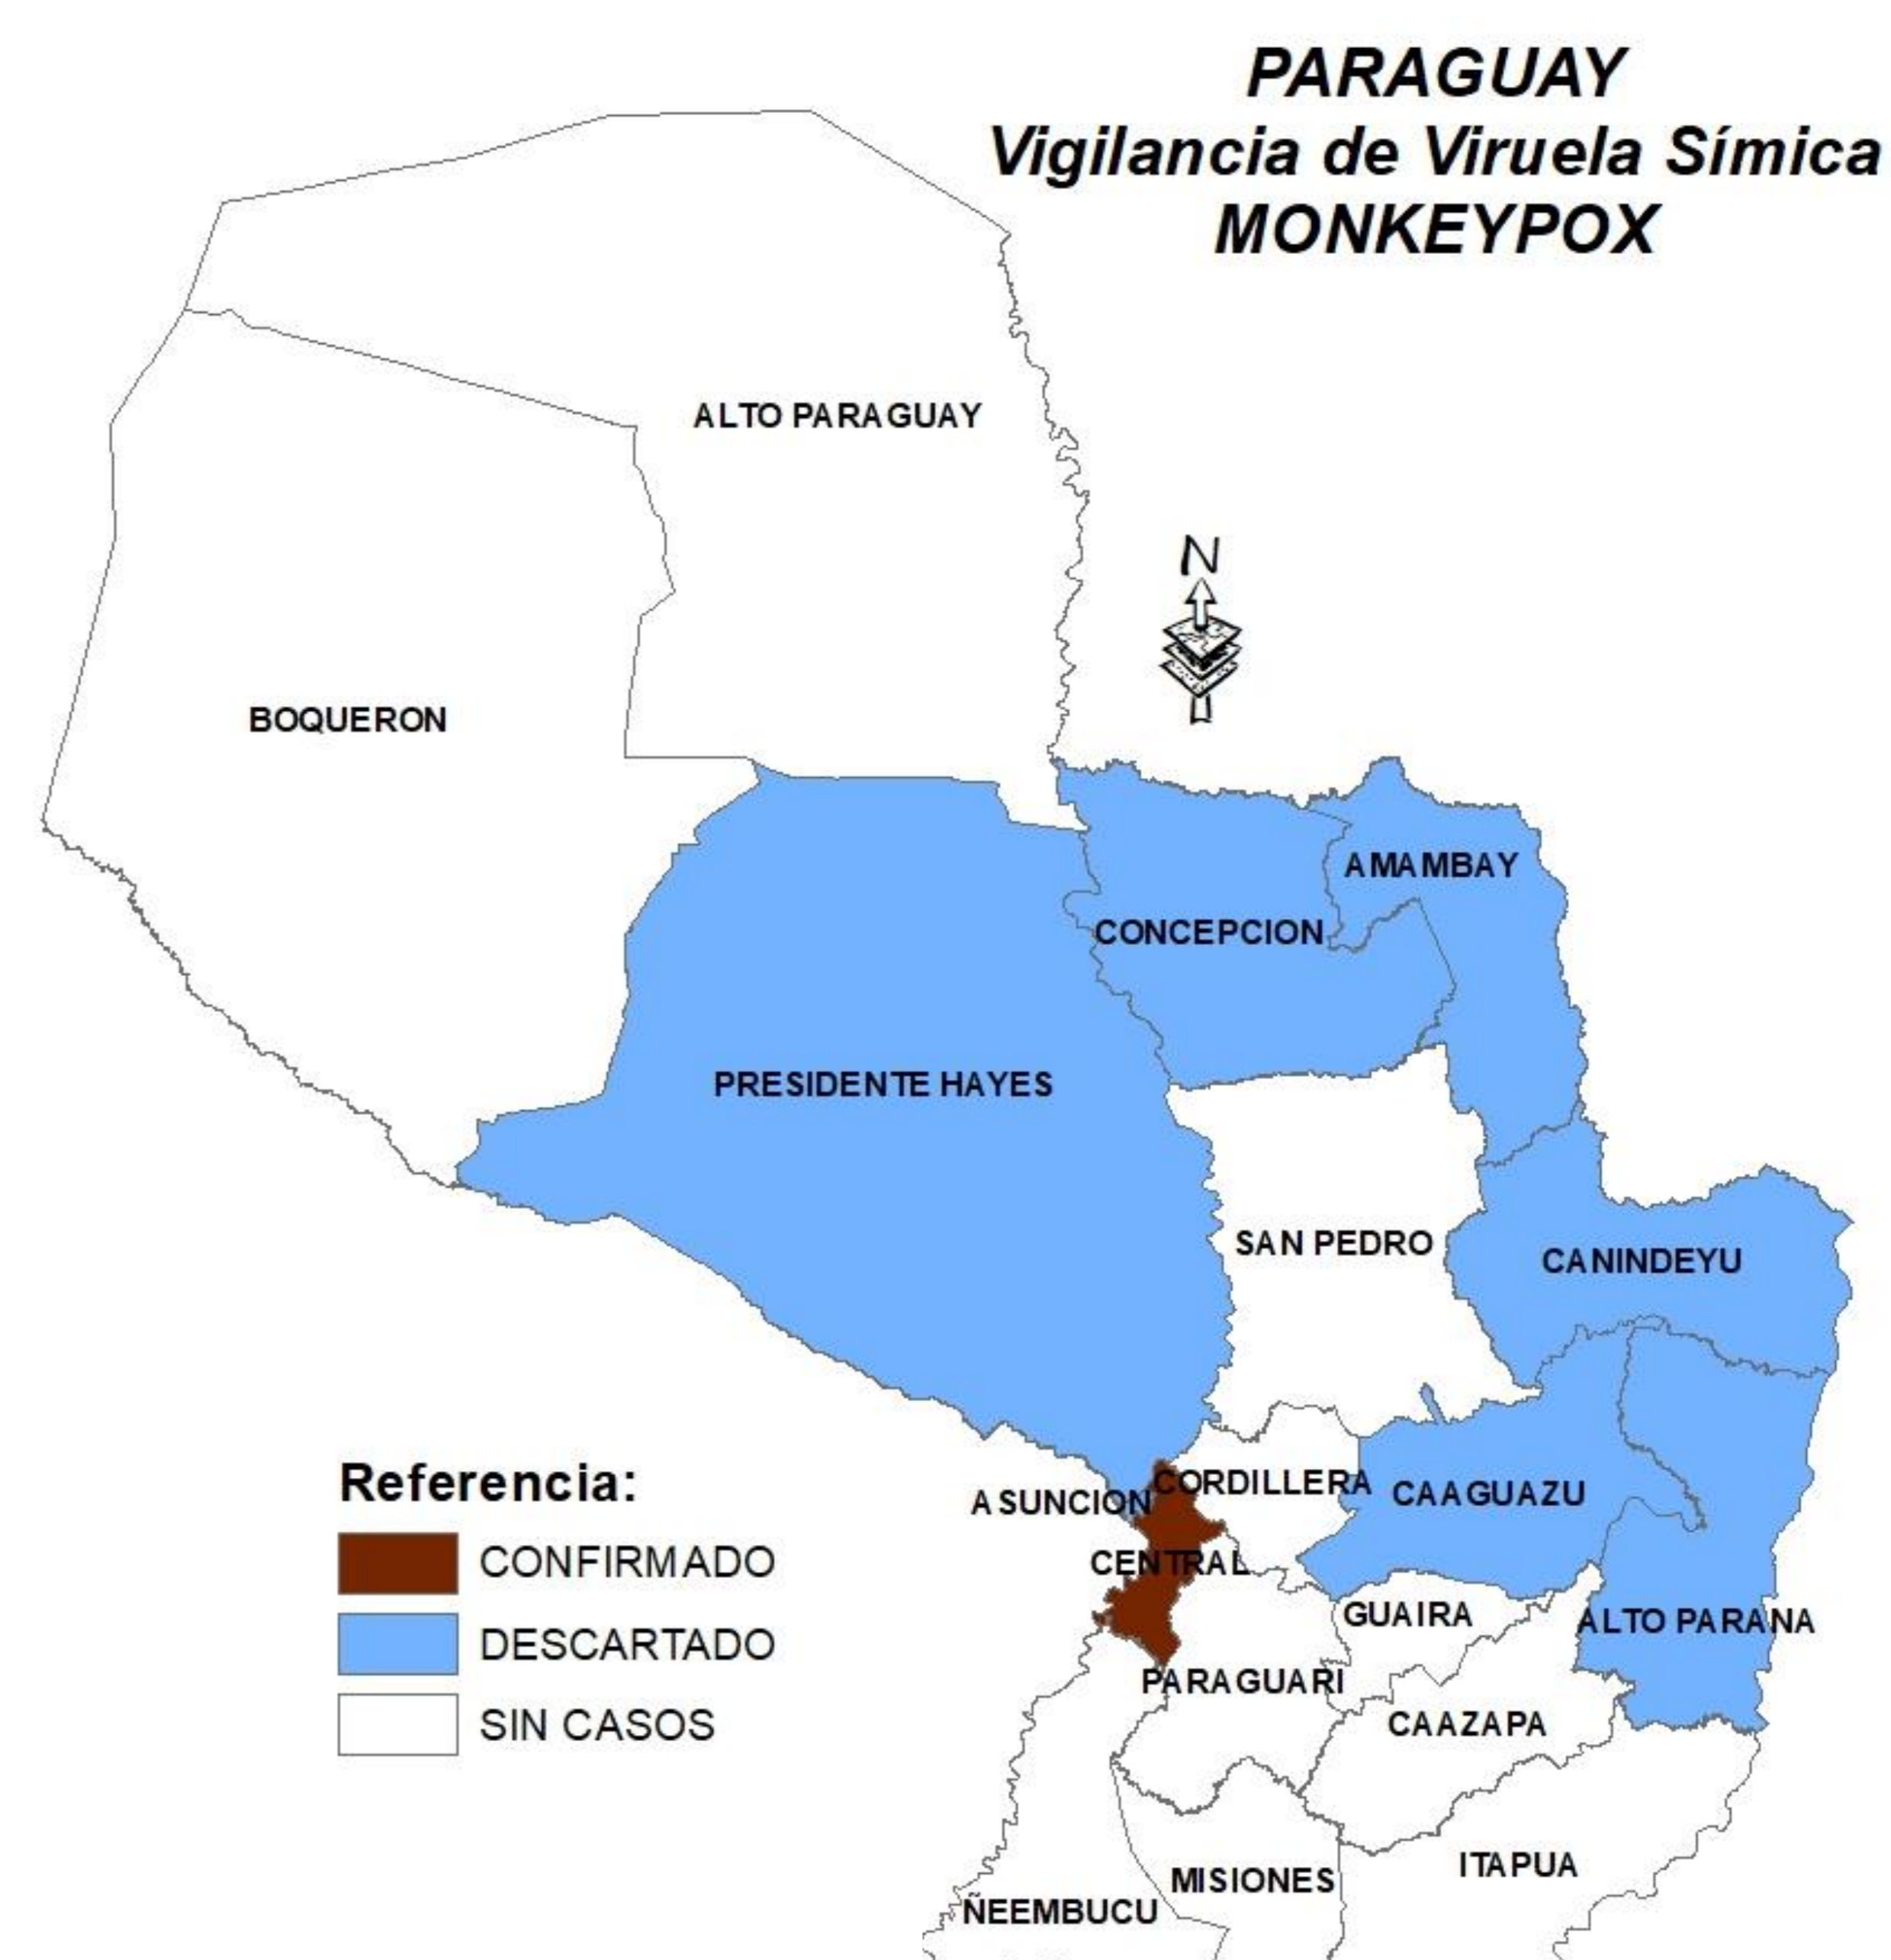 PARAGUAY
Vigilancia de Viruela Símica
MONKEYPOX
ALTO PARAGUAY
N
BOQUERON
AMAMBAY
CONCEPCION
PRESIDENTE HAYES
SAN PEDRO
CANINDEYU
CORDILLERA
CAAGUAZU
ASUNCION
CENTRAL
GUAIRA
ALTO PARANA
PARAGUARI
CAAZAPA
ITAPUA
MISIONES
ÑEEMBUCU
Referencia:
CONFIRMADO
DESCARTADO
SIN CASOS